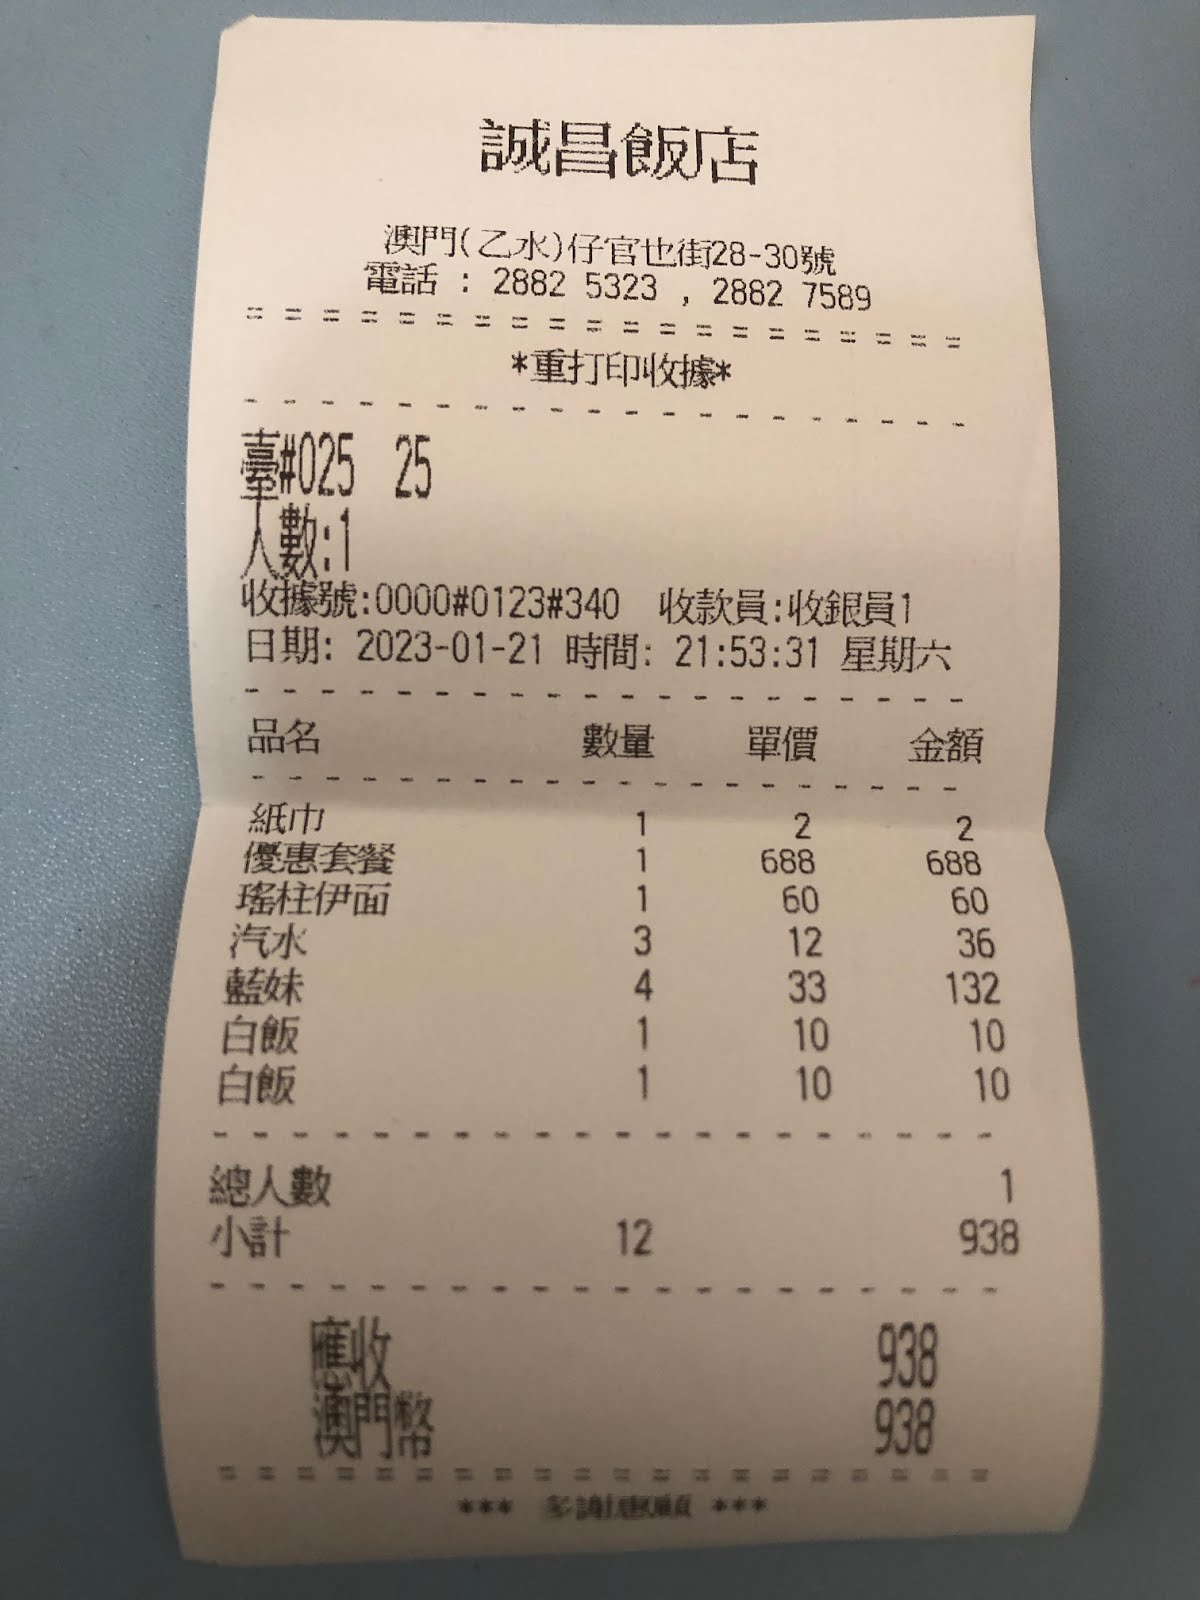 誠昌飯店
澳門(乙水)仔官也街28-30號
電話 : 2882 5323 , 2882 7589
*重打印收據*
臺#025 25
人數:1
收據號:0000#0123#340 收款員:收銀員1
日期: 2023-01-21 時間: 21:53:31 星期六
品名 數量 單價 金額
紙巾 1 2 2
優惠套餐 1 688 688
瑤柱伊面 1 60 60
汽水 3 12 36
藍妹 4 33 132
白飯 1 10 10
白飯 1 10 10
總人數 1
小計 12 938
應收 938
澳門幣 938